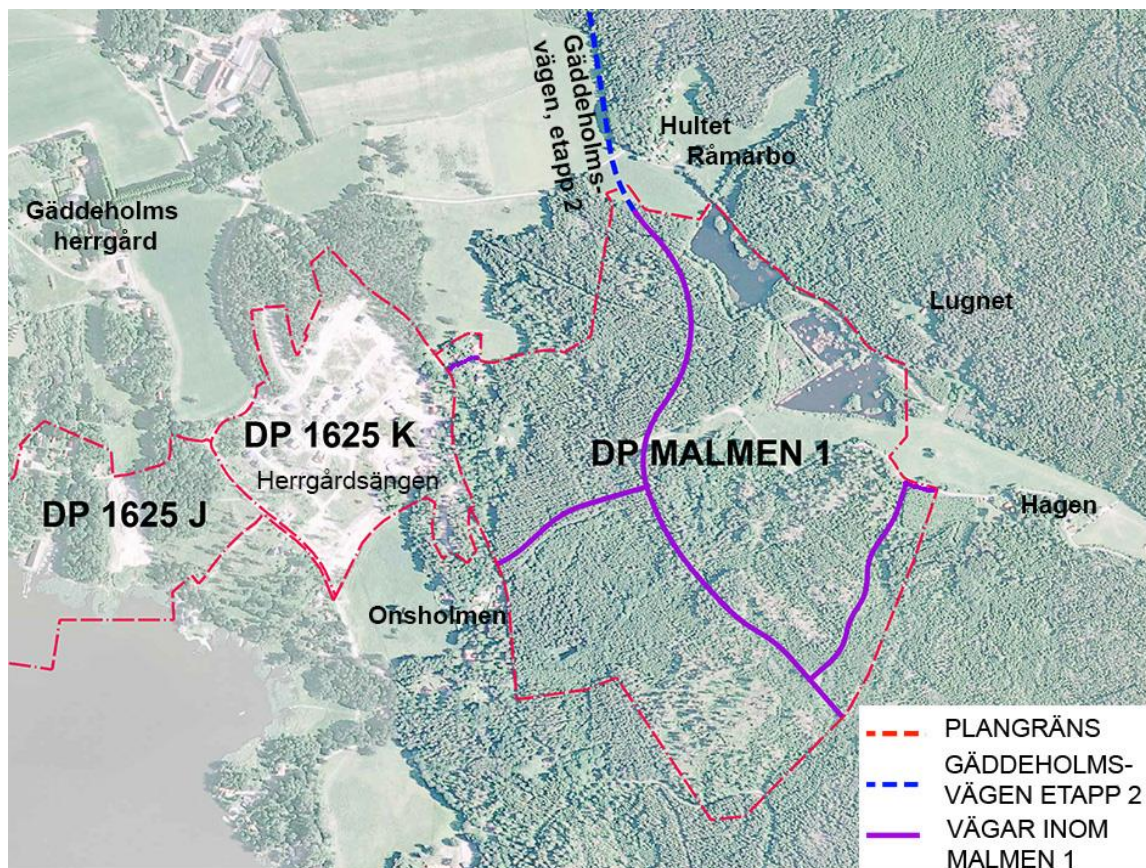 Gäddeholms-
vägen, etapp 2
Hultet
Råmarbo
Gäddeholms
herrgård
Lugnet
DP 1625 K
Herrgårdsängen
DP MALMEN 1
DP 1625 J
Hagen
Onsholmen
PLANGRÄNS
GÄDDEHOLMS-
VÄGEN ETAPP 2
VÄGAR INOM
MALMEN 1